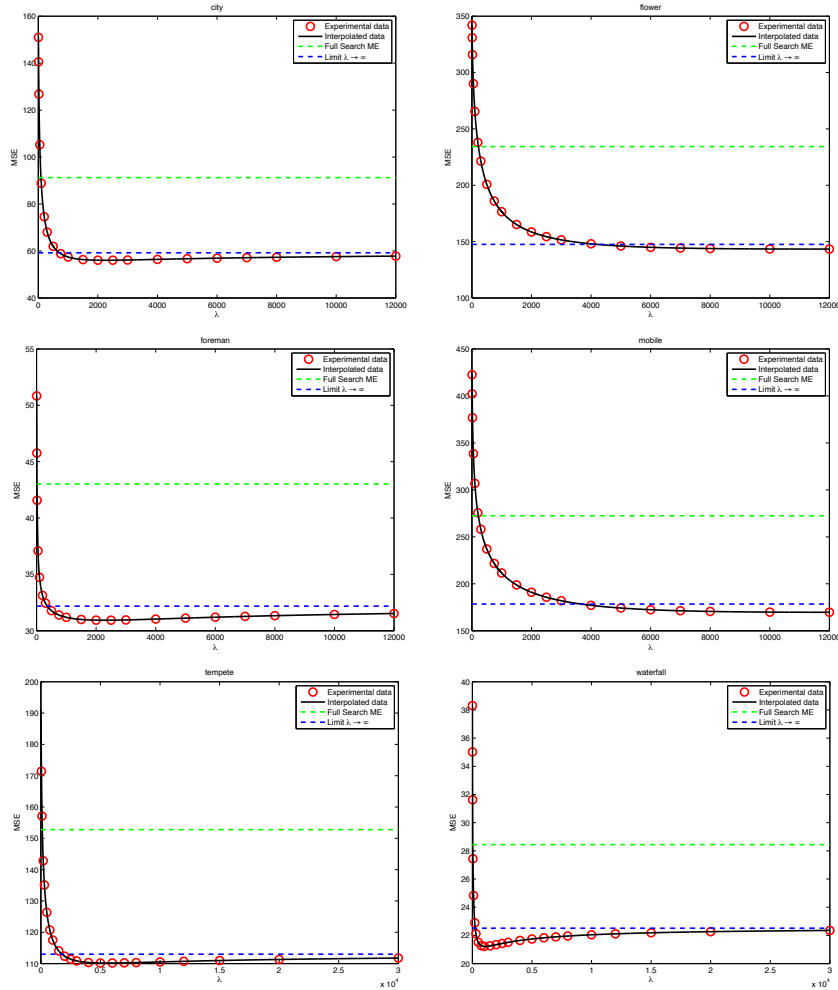 city
160
140
120
100
80
60
40
MSE
0 2000 4000 6000 8000 10000 12000
λ
Experimental data
Interpolated data
Full Search ME
Limit λ → ∞
flower
350
300
250
200
150
100
MSE
0 2000 4000 6000 8000 10000 12000
λ
Experimental data
Interpolated data
Full Search ME
Limit λ → ∞
foreman
55
50
45
40
35
30
MSE
0 2000 4000 6000 8000 10000 12000
λ
Experimental data
Interpolated data
Full Search ME
Limit λ → ∞
mobile
450
400
350
300
250
200
150
MSE
0 2000 4000 6000 8000 10000 12000
λ
Experimental data
Interpolated data
Full Search ME
Limit λ → ∞
tempete
200
190
180
170
160
150
140
130
120
110
MSE
0 0.5 1 1.5 2 2.5 3
λ
x 10⁴
Experimental data
Interpolated data
Full Search ME
Limit λ → ∞
waterfall
40
38
36
34
32
30
28
26
24
22
20
MSE
0 0.5 1 1.5 2 2.5 3
λ
x 10⁴
Experimental data
Interpolated data
Full Search ME
Limit λ → ∞